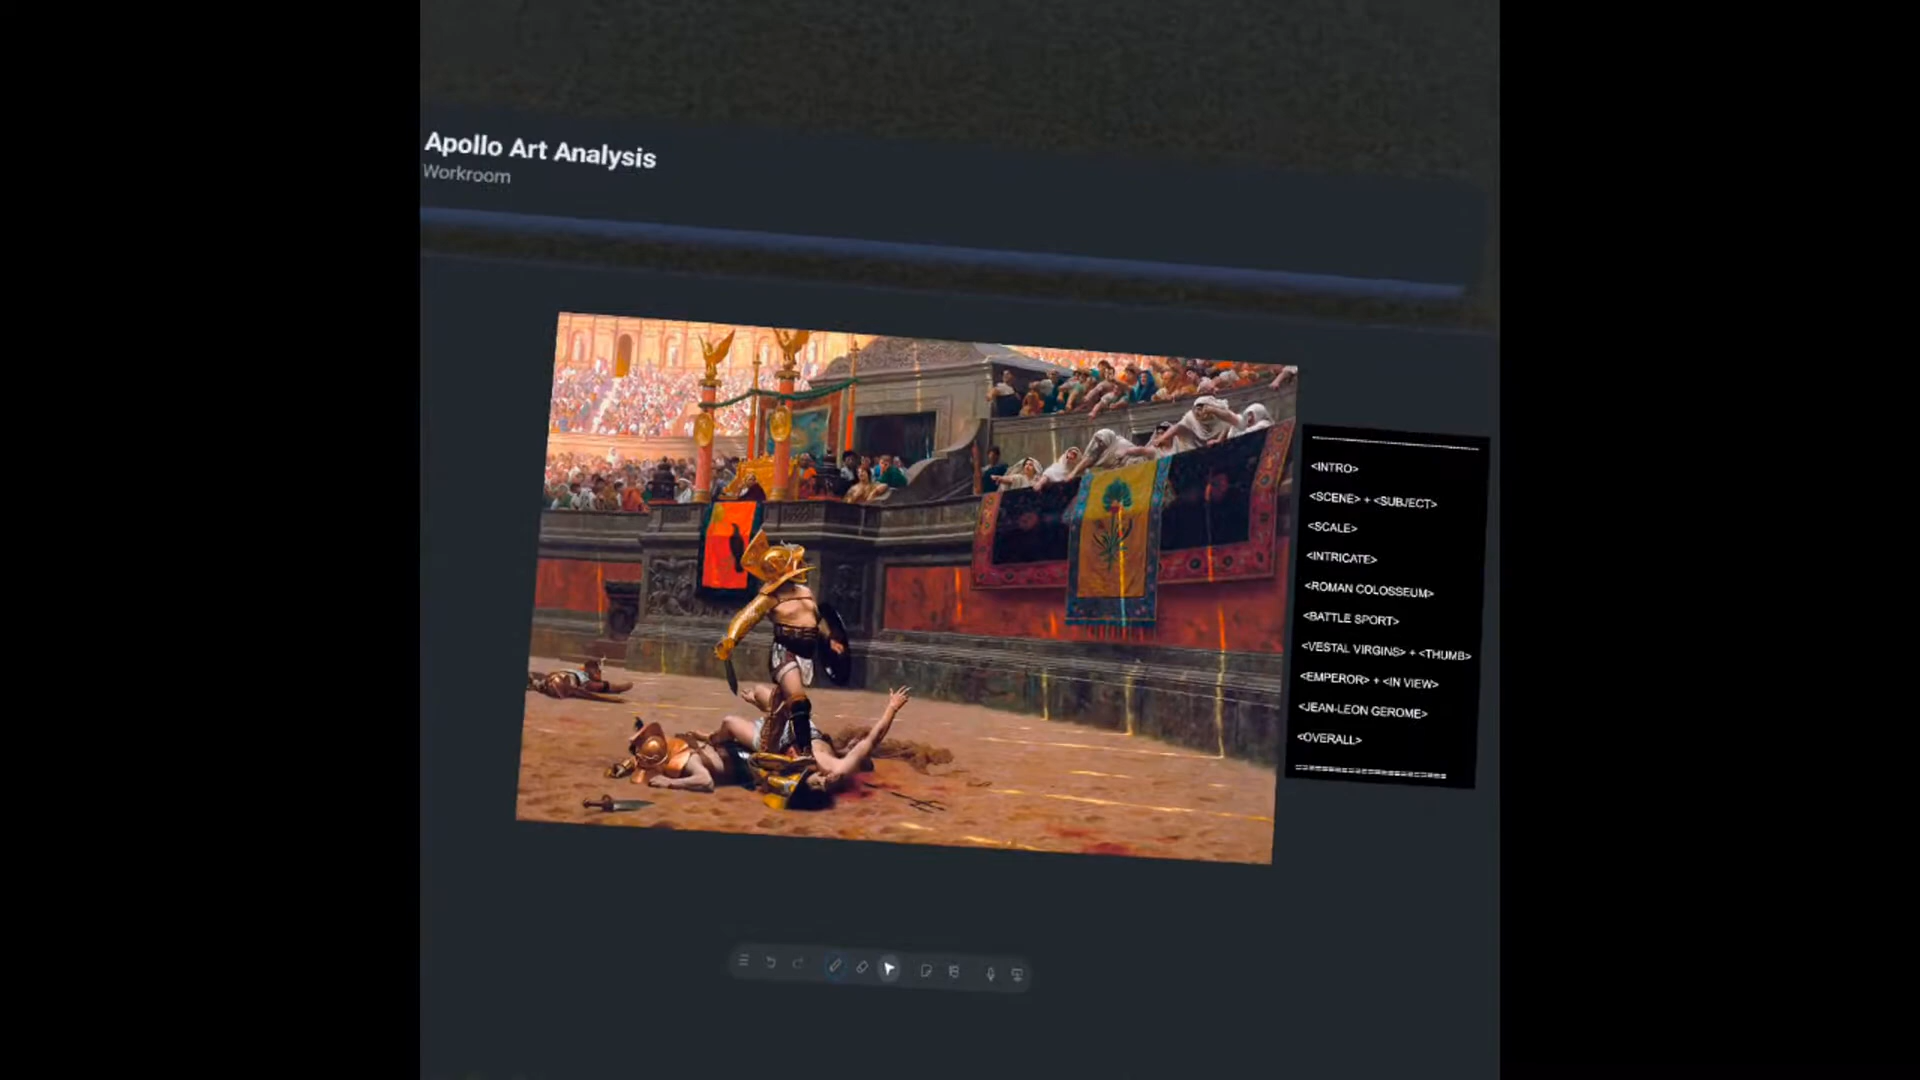 Apollo Art Analysis
Workroom
<INTRO>
<SCENE> + <SUBJECT>
<SCALE>
<INTRICATE>
<ROMAN COLOSSEUM>
<BATTLE SPORT>
<VESTAL VIRGINS> + <THUMB>
<EMPEROR> + <IN VIEW>
<JEAN-LEON GEROME>
<OVERALL>